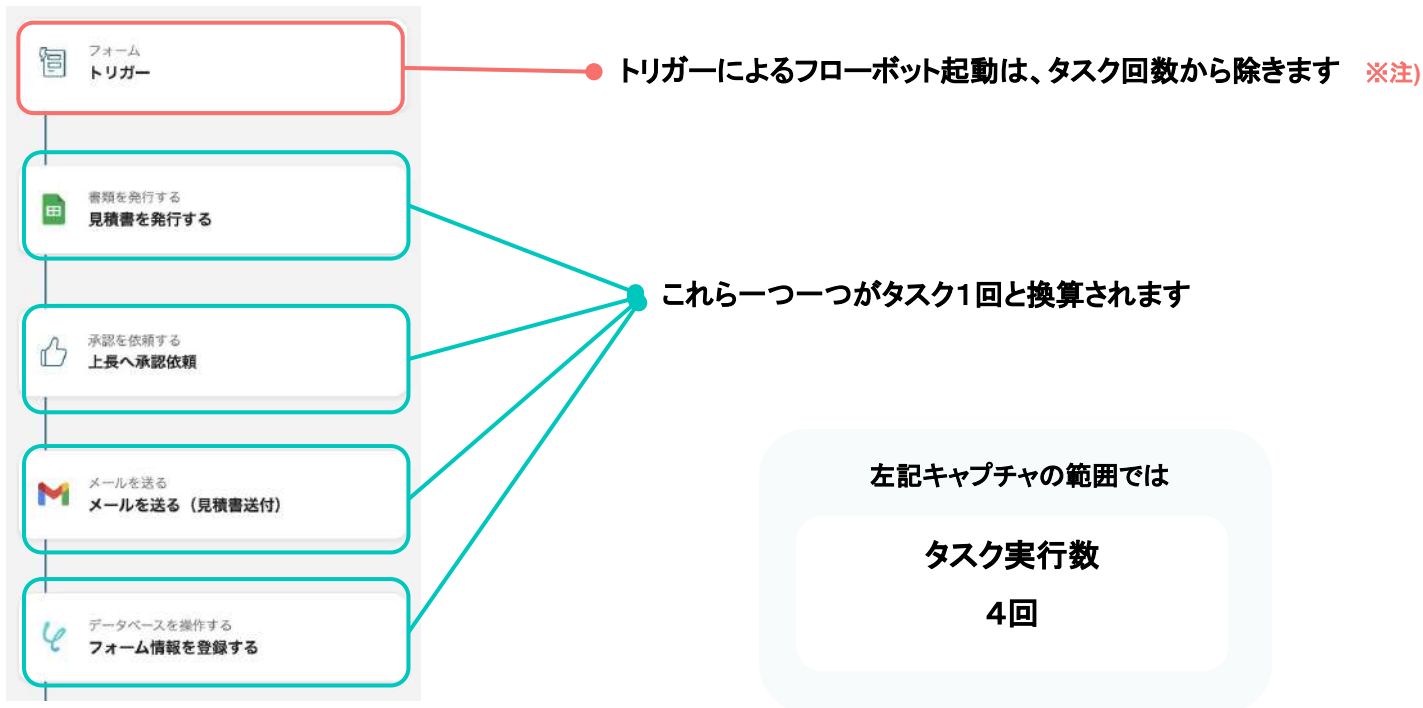 フォーム
トリガー
トリガーによるフローボット起動は、タスク回数から除きます ※注)
書類を発行する
見積書を発行する
これら一つ一つがタスク1回と換算されます
承認を依頼する
上長へ承認依頼
メールを送る
メールを送る（見積書送付）
データベースを操作する
フォーム情報を登録する
左記キャプチャの範囲では
タスク実行数
4回